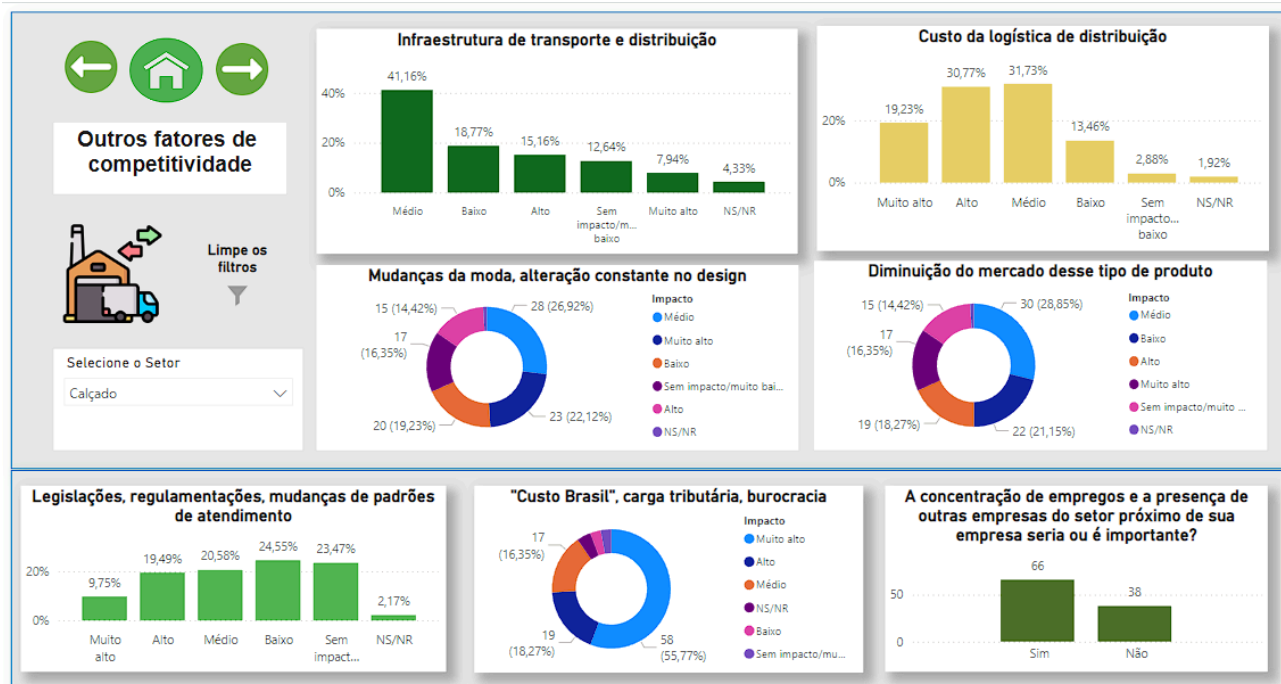 Outros fatores de
competitividade
Limpe os
filtros
Selecione o Setor
Calçado
Infraestrutura de transporte e distribuição
40%
20%
0%
41,16%
18,77%
15,16%
12,64%
7,94%
4,33%
Médio
Baixo
Alto
Sem
impacto/m...
baixo
Muito alto
NS/NR
Custo da logística de distribuição
20%
0%
19,23%
30,77%
31,73%
13,46%
2,88%
1,92%
Muito alto
Alto
Médio
Baixo
Sem
impacto...
baixo
NS/NR
Mudanças da moda, alteração constante no design
15 (14,42%)
28 (26,92%)
17
(16,35%)
20 (19,23%)
23 (22,12%)
Impacto
Médio
Muito alto
Baixo
Sem impacto/muito bai...
Alto
NS/NR
Diminuição do mercado desse tipo de produto
15 (14,42%)
30 (28,85%)
17
(16,35%)
19 (18,27%)
22 (21,15%)
Impacto
Médio
Baixo
Alto
Muito alto
Sem impacto/muito ...
NS/NR
Legislações, regulamentações, mudanças de padrões
de atendimento
20%
0%
9,75%
19,49%
20,58%
24,55%
23,47%
2,17%
Muito
alto
Alto
Médio
Baixo
Sem
impact...
NS/NR
"Custo Brasil", carga tributária, burocracia
17
(16,35%)
19
(18,27%)
58
(55,77%)
Impacto
Muito alto
Alto
Médio
NS/NR
Baixo
Sem impacto/mu...
A concentração de empregos e a presença de
outras empresas do setor próximo de sua
empresa seria ou é importante?
50
0
66
38
Sim
Não